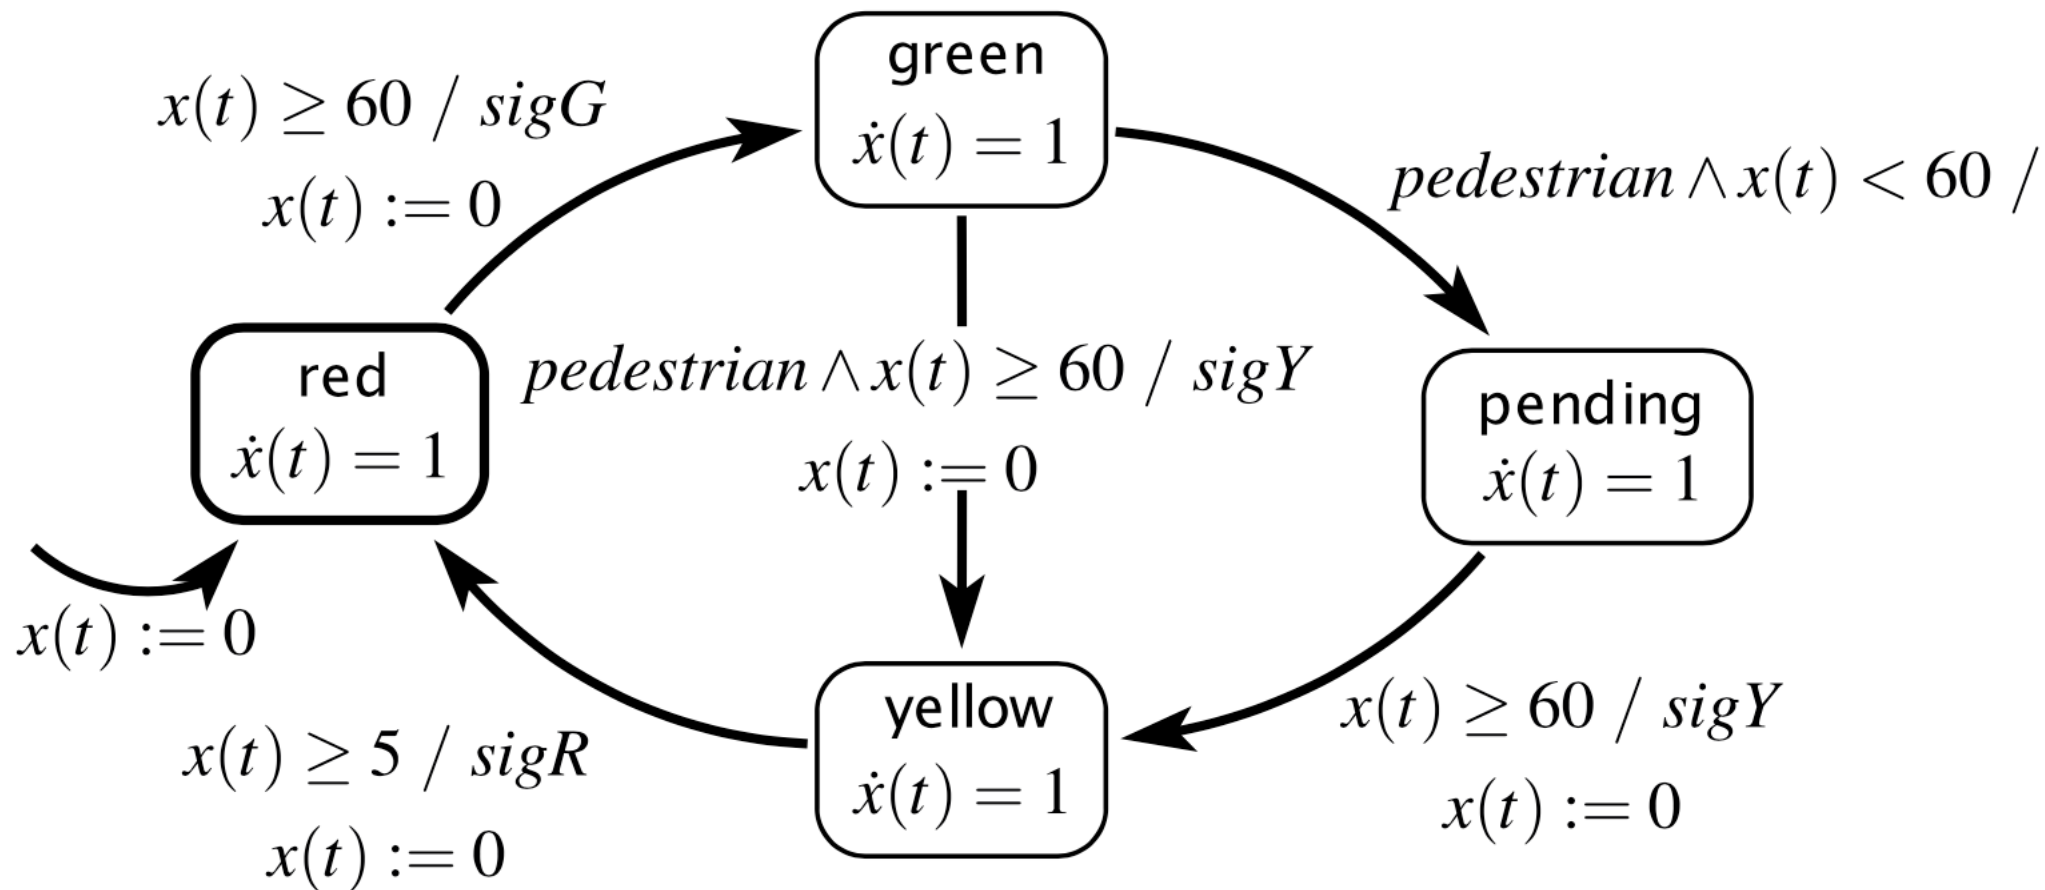 green
ẋ(t) = 1
x(t) ≥ 60 / sigG
x(t) := 0
pedestrian ∧ x(t) < 60 /
red
ẋ(t) = 1
pedestrian ∧ x(t) ≥ 60 / sigY
x(t) := 0
pending
ẋ(t) = 1
x(t) := 0
yellow
ẋ(t) = 1
x(t) ≥ 60 / sigY
x(t) := 0
x(t) ≥ 5 / sigR
x(t) := 0